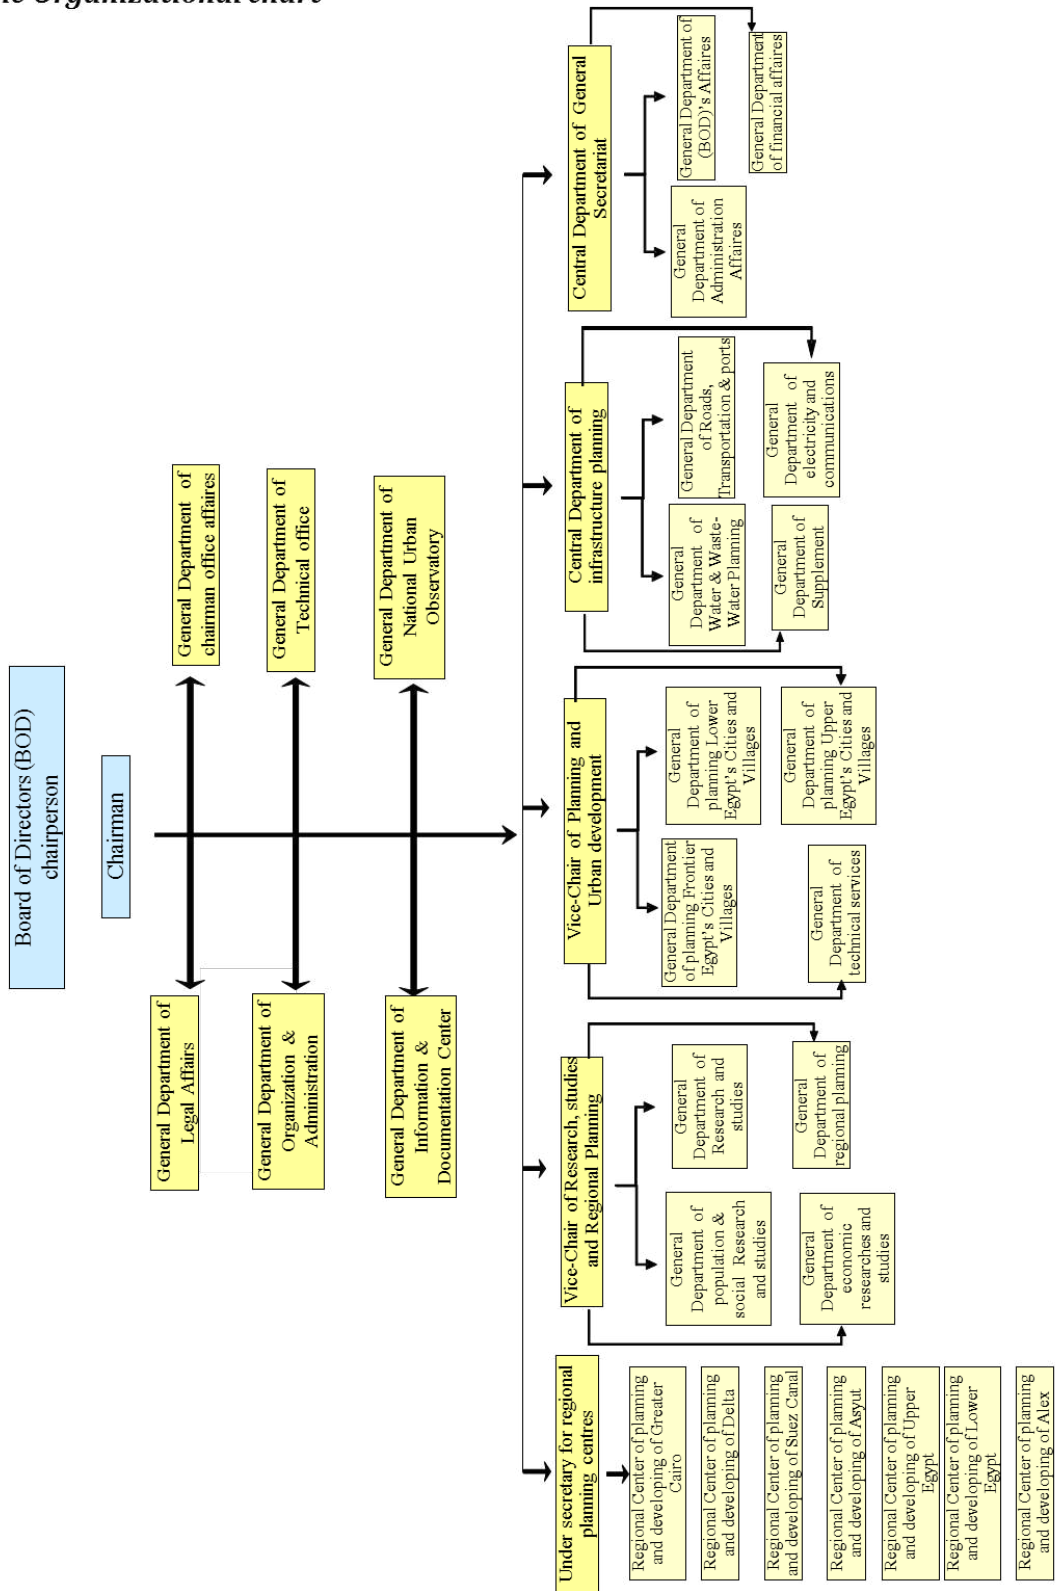 The Organizational chart
Board of Directors (BOD)
chairperson
Chairman
General Department of
Legal Affairs
General Department of
chairman office affaires
General Department of
Organization &
Administration
General Department of
Technical office
General Department of
Information &
Documentation Center
General Department of
National Urban
Observatory
Under secretary for regional
planning centres
Regional Center of planning
and developing of Greater
Cairo
Regional Center of planning
and developing of Delta
Regional Center of planning
and developing of Suez Canal
Regional Center of planning
and developing of Asyut
Regional Center of planning
and developing of Upper
Egypt
Regional Center of planning
and developing of Lower
Egypt
Regional Center of planning
and developing of Alex
Vice-Chair of Research, studies
and Regional Planning
General
Department of
population &
social Research
and studies
General
Department of
Research and
studies
General
Department of
economic
researches and
studies
General
Department of
regional planning
Vice-Chair of Planning and
Urban development
General Department
of planning Frontier
Egypt's Cities and
Villages
General
Department of
planning Lower
Egypt's Cities and
Villages
General
Department of
technical services
General
Department of
planning Upper
Egypt's Cities and
Villages
Central Department of
infrastructure planning
General
Department of
Water & Waste-
Water Planning
General Department
of Roads,
Transportation & ports
General
Department of
Supplement
General
Department of
electricity and
communications
Central Department of General
Secretariat
General
Department of
Administration
Affaires
General Department of
(BOD)'s Affaires
General Department
of financial affaires